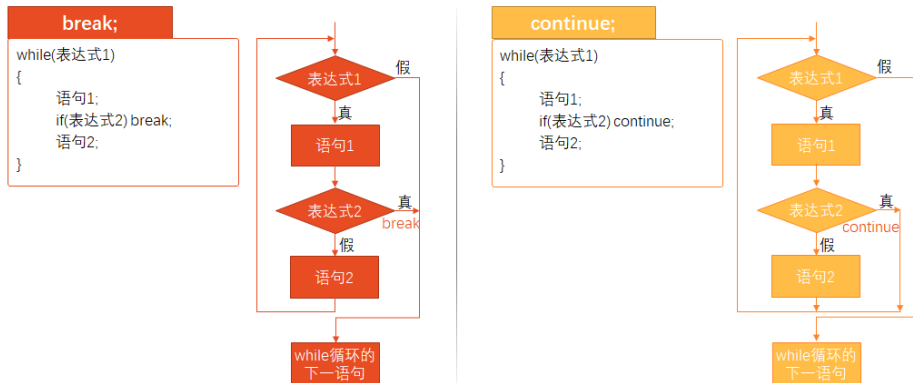 break;
while(表达式1)
{
语句1;
if(表达式2) break;
语句2;
}
表达式1
假
真
语句1
表达式2
真
break
假
语句2
while循环的
下一语句
continue;
while(表达式1)
{
语句1;
if(表达式2) continue;
语句2;
}
表达式1
假
真
语句1
表达式2
真
continue
假
语句2
while循环的
下一语句